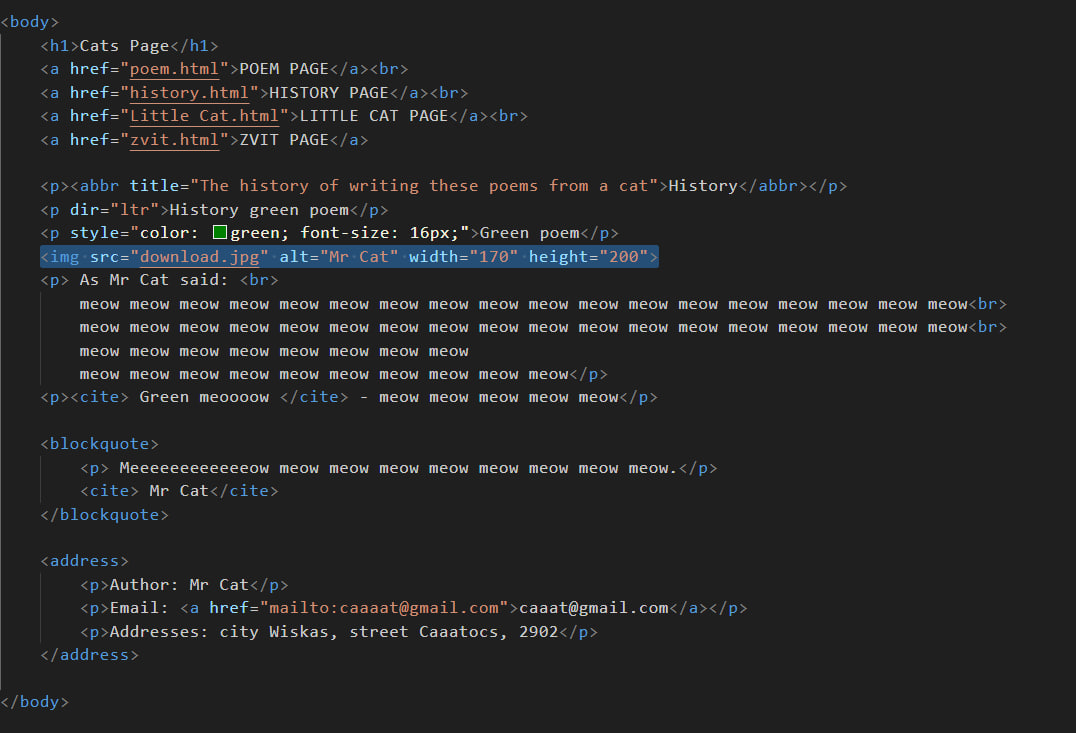 <body>
<h1>Cats Page</h1>
<a href="poem.html">POEM PAGE</a><br>
<a href="history.html">HISTORY PAGE</a><br>
<a href="Little Cat.html">LITTLE CAT PAGE</a><br>
<a href="zvit.html">ZVIT PAGE</a>
<p><abbr title="The history of writing these poems from a cat">History</abbr></p>
<p dir="ltr">History green poem</p>
<p style="color: green; font-size: 16px;">Green poem</p>
<img src="download.jpg" alt="Mr Cat" width="170" height="200">
<p> As Mr Cat said: <br>
meow meow meow meow meow meow meow meow meow meow meow meow meow meow meow meow meow meow<br>
meow meow meow meow meow meow meow meow meow meow meow meow meow meow meow meow meow meow<br>
meow meow meow meow meow meow meow meow
meow meow meow meow meow meow meow meow meow meow</p>
<p><cite> Green meoooow </cite> - meow meow meow meow meow</p>
<blockquote>
<p> Meeeeeeeeeeeeow meow meow meow meow meow meow meow meow.</p>
<cite> Mr Cat</cite>
</blockquote>
<address>
<p>Author: Mr Cat</p>
<p>Email: <a href="mailto:caaaat@gmail.com">caaat@gmail.com</a></p>
<p>Addresses: city Wiskas, street Caaatocs, 2902</p>
</address>
</body>